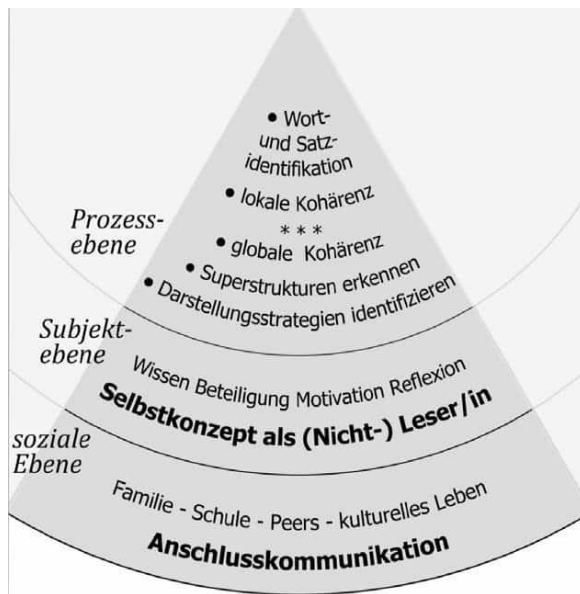 • Wort-
und Satz-
identifikation
• lokale Kohärenz
* * *
• globale Kohärenz
• Superstrukturen erkennen
• Darstellungsstrategien identifizieren
Prozess-
ebene
Wissen Beteiligung Motivation Reflexion
Selbstkonzept als (Nicht-) Leser/in
Subjekt-
ebene
Familie - Schule - Peers - kulturelles Leben
Anschlusskommunikation
soziale
Ebene